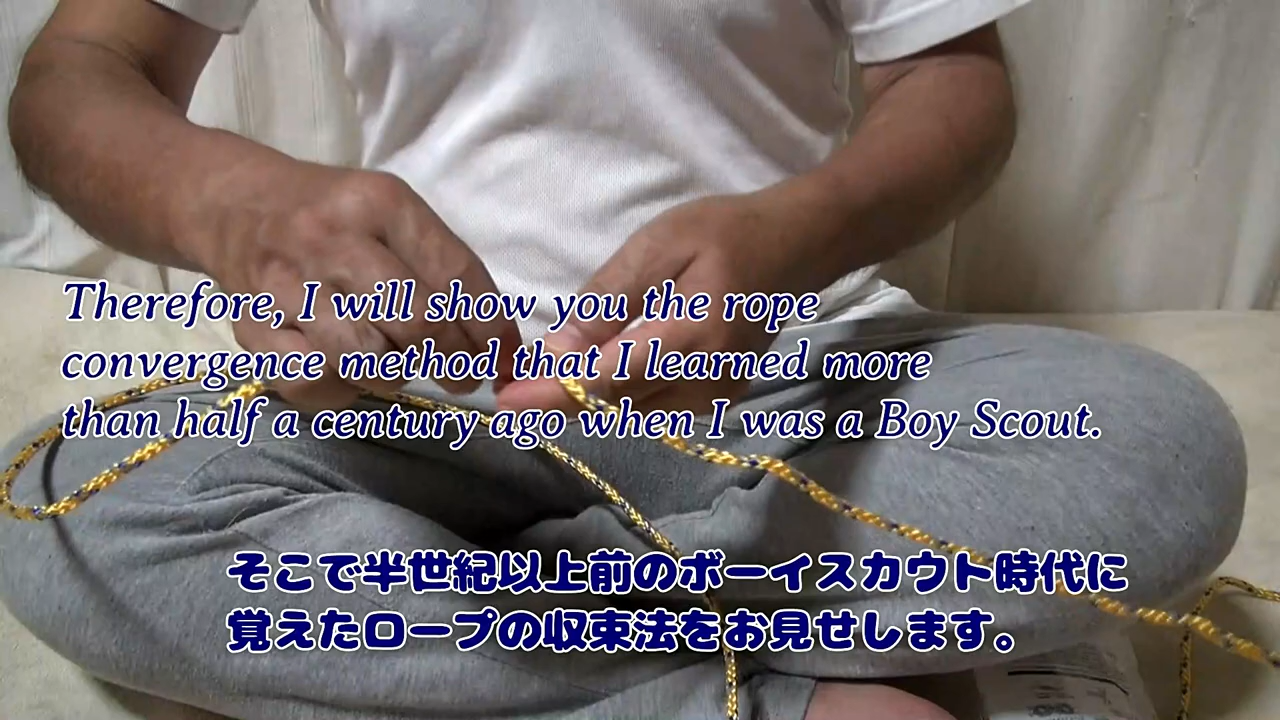 Therefore, I will show you the rope
convergence method that I learned more
than half a century ago when I was a Boy Scout.
そこで半世紀以上前のボーイスカウト時代に
覚えたロープの収束法をお見せします。